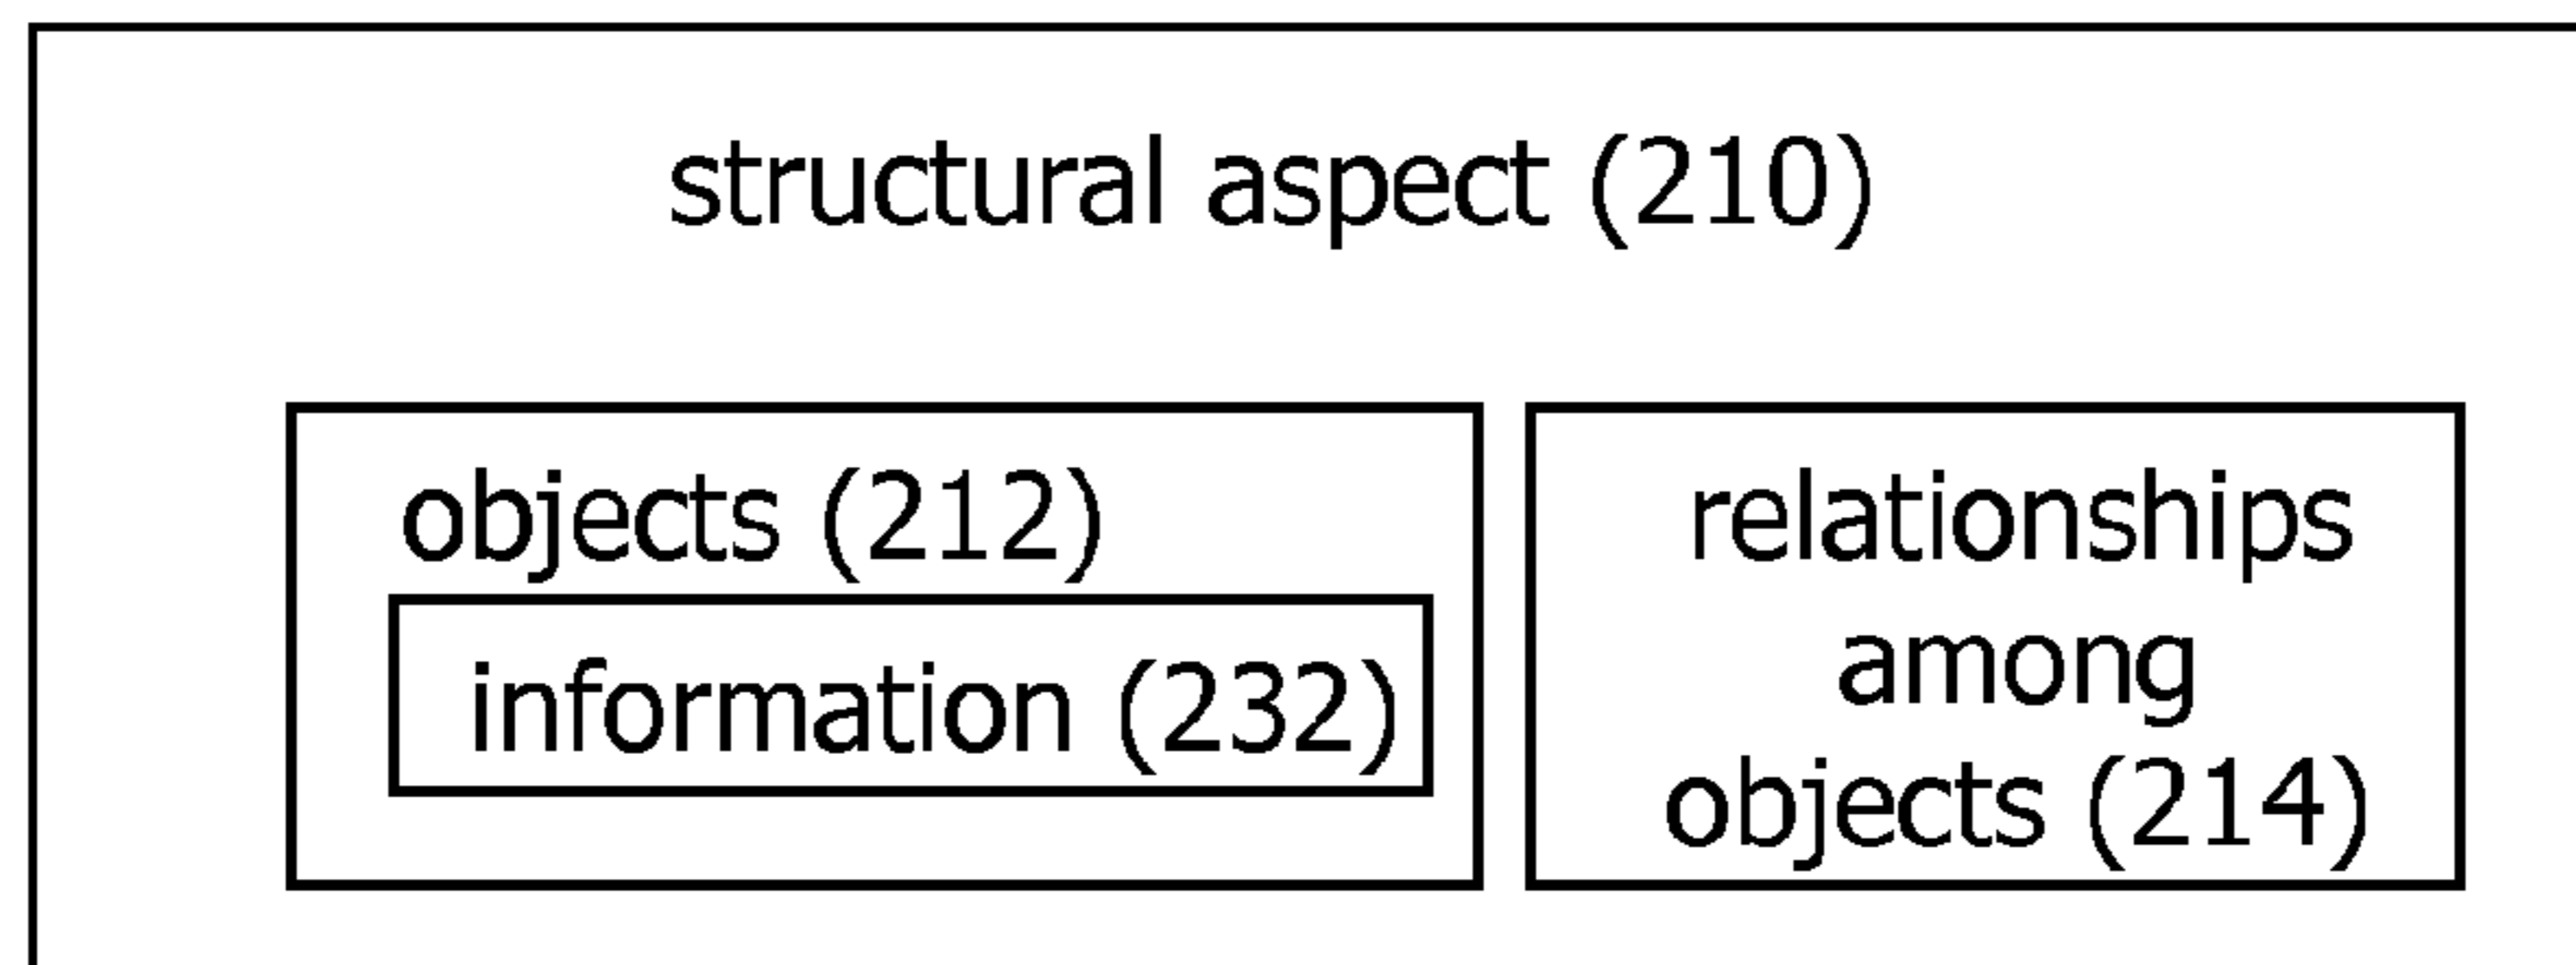 structural aspect (210)
objects (212)
information (232)
relationships
among
objects (214)